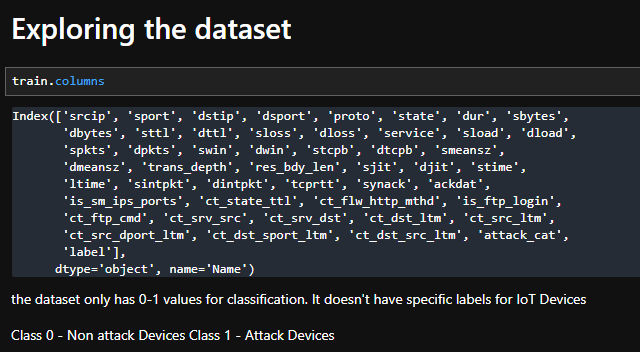 Exploring the dataset
train.columns
Index(['srcip', 'sport', 'dstip', 'dsport', 'proto', 'state', 'dur', 'sbytes',
'dbytes', 'sttl', 'dttl', 'sloss', 'dloss', 'service', 'sload', 'dload',
'spkts', 'dpkts', 'swin', 'dwin', 'stcpb', 'dtcpb', 'smeansz',
'dmeansz', 'trans_depth', 'res_bdy_len', 'sjit', 'djit', 'stime',
'ltime', 'sintpkt', 'dintpkt', 'tcprtt', 'synack', 'ackdat',
'is_sm_ips_ports', 'ct_state_ttl', 'ct_flw_http_mthd', 'is_ftp_login',
'ct_ftp_cmd', 'ct_srv_src', 'ct_srv_dst', 'ct_dst_ltm', 'ct_src_ltm',
'ct_src_dport_ltm', 'ct_dst_sport_ltm', 'ct_dst_src_ltm', 'attack_cat',
'label'],
dtype='object', name='Name')
the dataset only has 0-1 values for classification. It doesn't have specific labels for IoT Devices
Class 0 - Non attack Devices Class 1 - Attack Devices